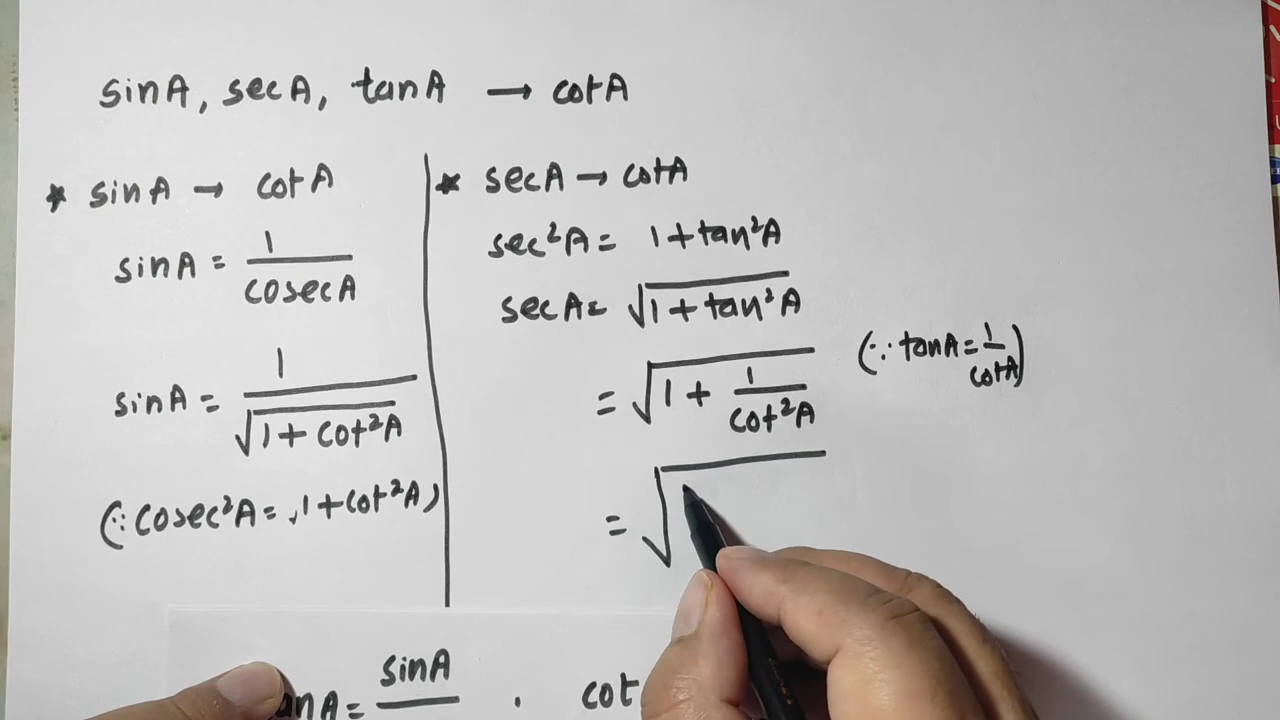 sinA, secA, tanA → cotA
* sinA → cotA
sinA = 1/cosecA
sinA = 1/√(1+cot²A)
(∵ cosec²A = 1+cot²A)
* secA → cotA
sec²A = 1+tan²A
secA = √(1+tan²A)
= √(1+1/cot²A) (∵ tanA = 1/cotA)
= √
anA = sinA/ . cot